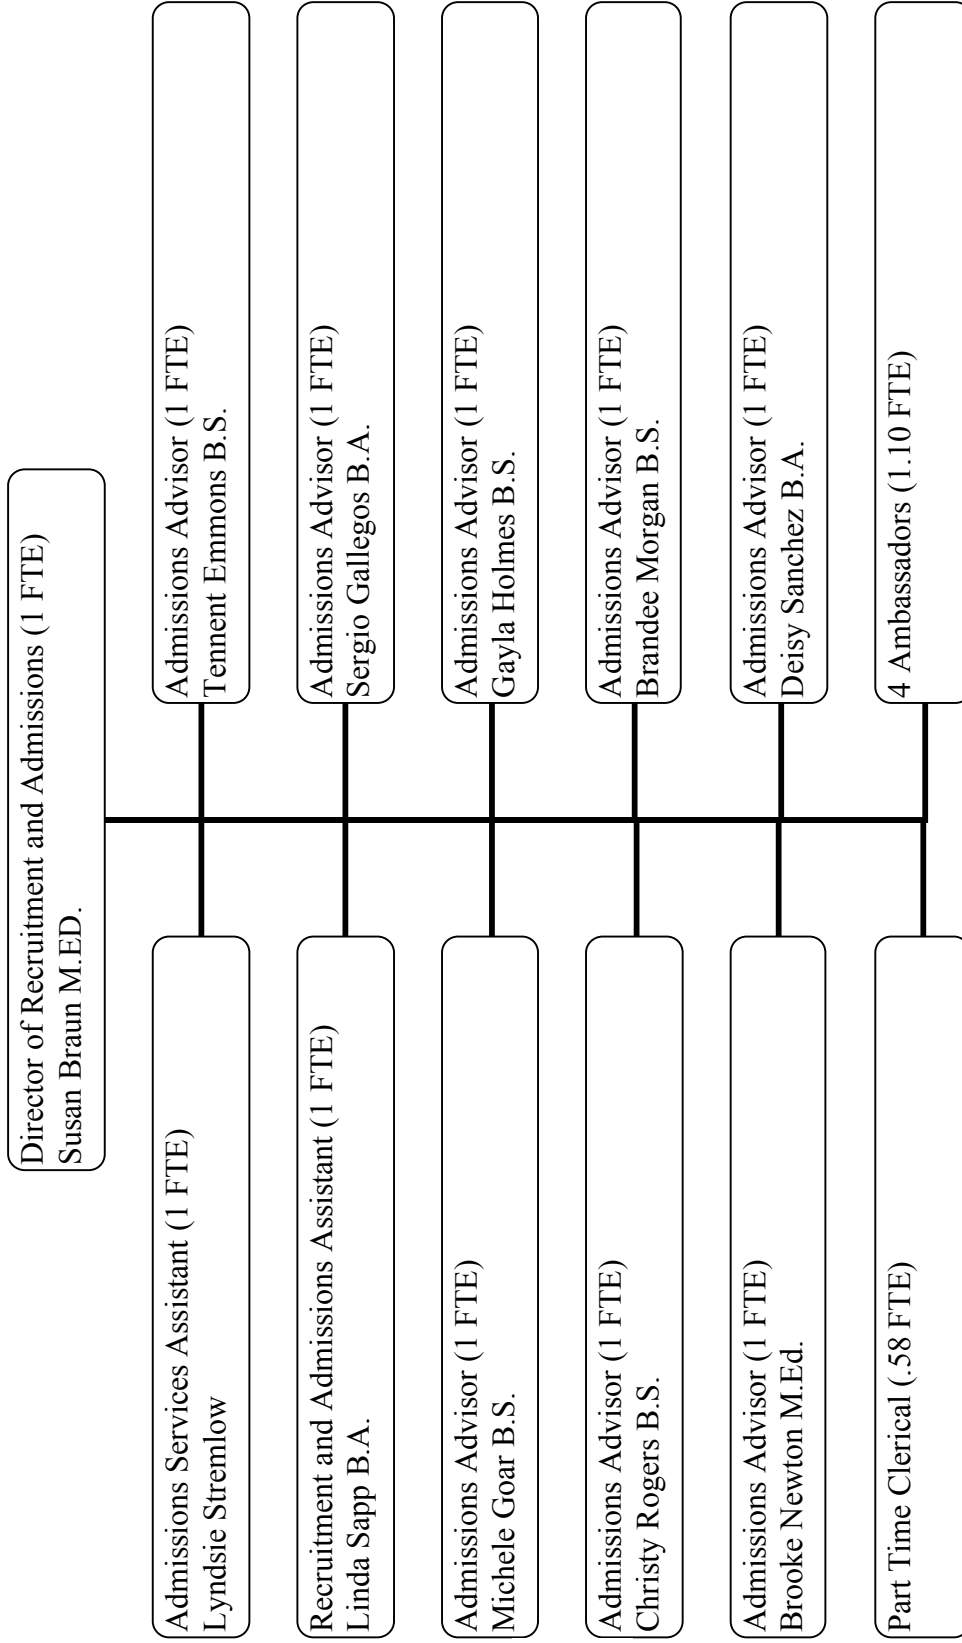 Director of Recruitment and Admissions (1 FTE)
Susan Braun M.ED.
Admissions Services Assistant (1 FTE)
Lyndsie Stremlow
Admissions Advisor (1 FTE)
Tennent Emmons B.S.
Recruitment and Admissions Assistant (1 FTE)
Linda Sapp B.A.
Admissions Advisor (1 FTE)
Sergio Gallegos B.A.
Admissions Advisor (1 FTE)
Michele Goar B.S.
Admissions Advisor (1 FTE)
Gayla Holmes B.S.
Admissions Advisor (1 FTE)
Christy Rogers B.S.
Admissions Advisor (1 FTE)
Brandee Morgan B.S.
Admissions Advisor (1 FTE)
Brooke Newton M.Ed.
Admissions Advisor (1 FTE)
Deisy Sanchez B.A.
Part Time Clerical (.58 FTE)
4 Ambassadors (1.10 FTE)